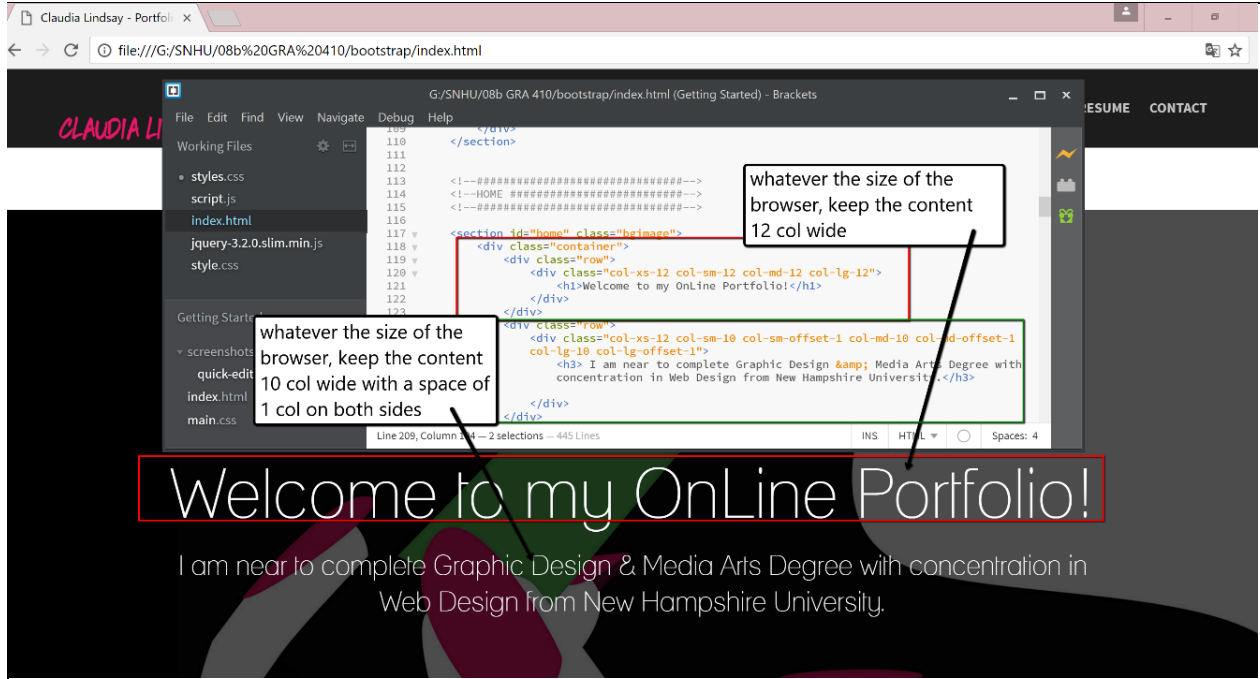 Claudia Lindsay - Portfoli
file:///G:/SNHU/08b%20GRA%20410/bootstrap/index.html
CLAUDIA LI
RESUME CONTACT
G:/SNHU/08b GRA 410/bootstrap/index.html (Getting Started) - Brackets
File Edit Find View Navigate Debug Help
Working Files
styles.css
script.js
index.html
jquery-3.2.0.slim.min.js
style.css
Getting Starte
screenshots
quick-edit
index.html
main.css
109 </div>
110 </section>
111
112
113 <!--###############################-->
114 <!--HOME ##########################-->
115 <!--###############################-->
116
117 <section id="home" class="bgimage">
118 <div class="container">
119 <div class="row">
120 <div class="col-xs-12 col-sm-12 col-md-12 col-lg-12">
121 <h1>Welcome to my OnLine Portfolio!</h1>
122 </div>
123 </div>
<div class="row">
<div class="col-xs-12 col-sm-10 col-sm-offset-1 col-md-10 col-md-offset-1
col-lg-10 col-lg-offset-1">
<h3> I am near to complete Graphic Design &amp; Media Arts Degree with
concentration in Web Design from New Hampshire University.</h3>
</div>
</div>
whatever the size of the
browser, keep the content
12 col wide
whatever the size of the
browser, keep the content
10 col wide with a space of
1 col on both sides
Line 209, Column 1 4 — 2 selections — 445 Lines
INS HTML Spaces: 4
Welcome to my OnLine Portfolio!
I am near to complete Graphic Design & Media Arts Degree with concentration in
Web Design from New Hampshire University.